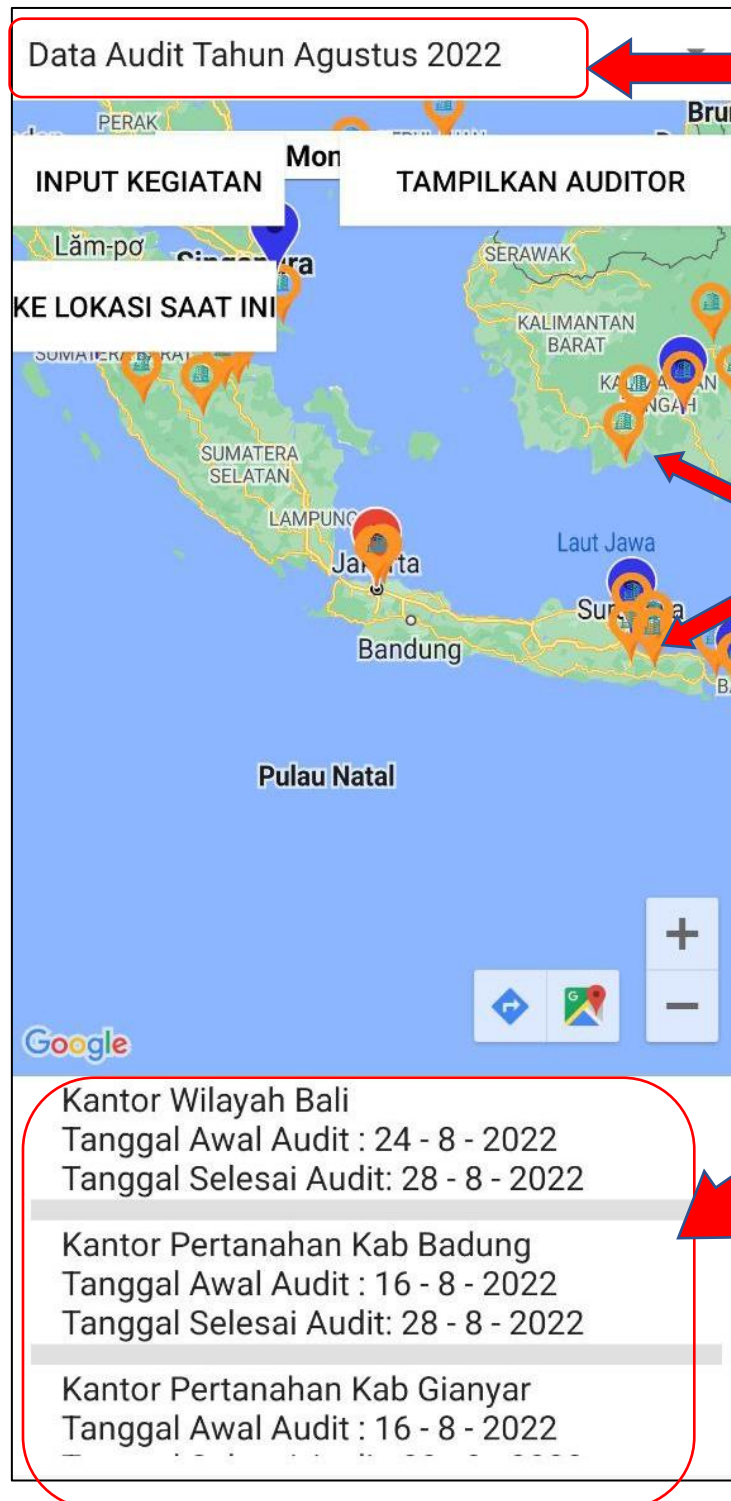 Data Audit Tahun Agustus 2022
PERAK
Bru
Mon
INPUT KEGIATAN
TAMPILKAN AUDITOR
Lăm-pơ
SERAWAK
KE LOKASI SAAT INI
KALIMANTAN
BARAT
SUMATERA
SELATAN
LAMPUNG
Laut Jawa
Bandung
Pulau Natal
+
−
Google
Kantor Wilayah Bali
Tanggal Awal Audit : 24 - 8 - 2022
Tanggal Selesai Audit: 28 - 8 - 2022
Kantor Pertanahan Kab Badung
Tanggal Awal Audit : 16 - 8 - 2022
Tanggal Selesai Audit: 28 - 8 - 2022
Kantor Pertanahan Kab Gianyar
Tanggal Awal Audit : 16 - 8 - 2022